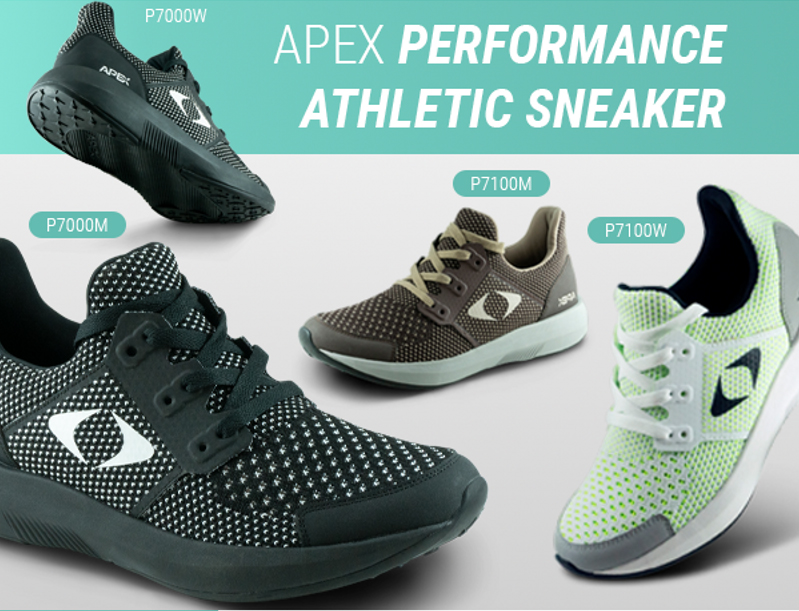 P7000W
APEX PERFORMANCE
ATHLETIC SNEAKER
APEX
P7100M
P7000M
P7100W